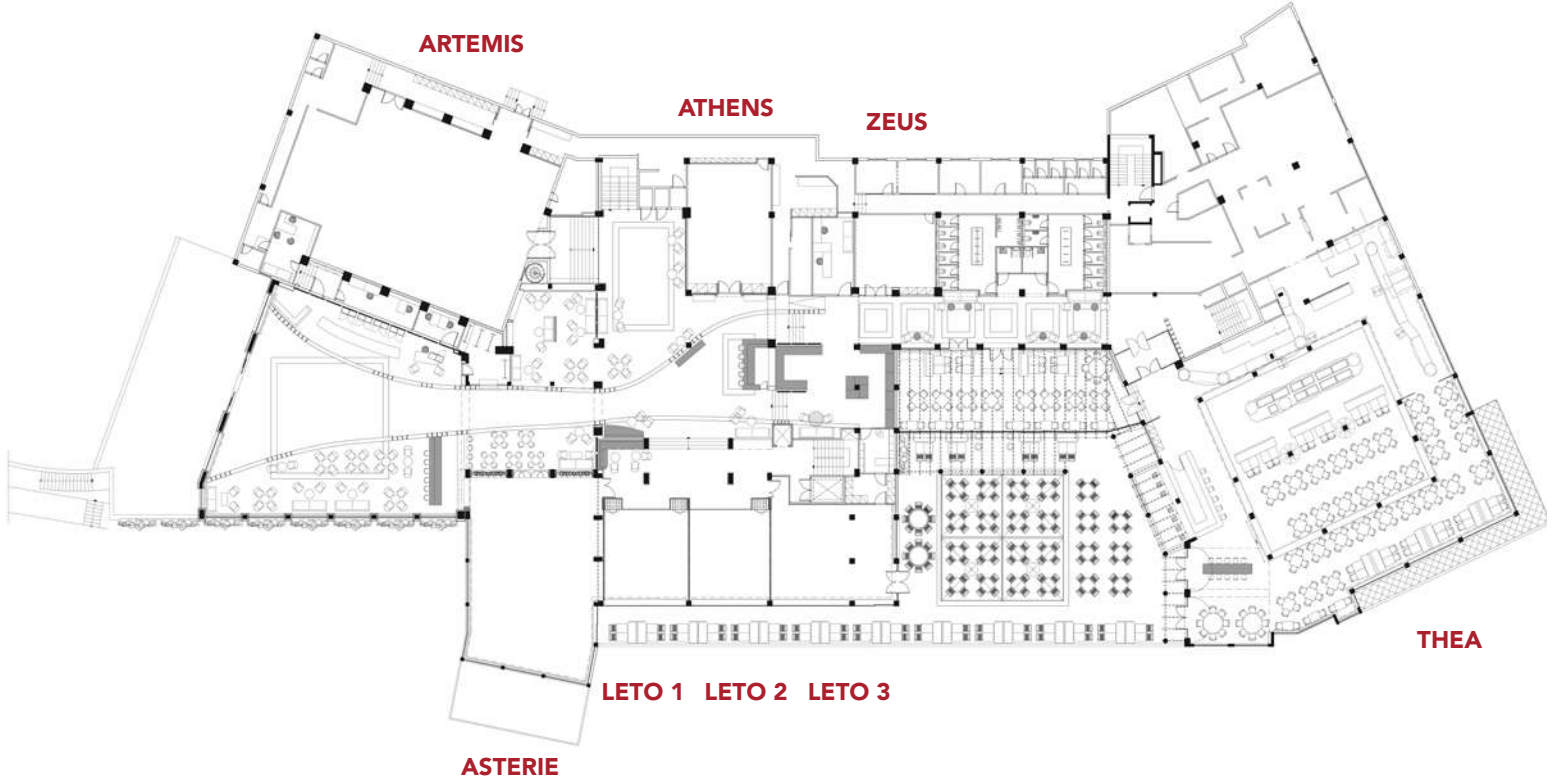 ARTEMIS
ATHENS
ZEUS
THEA
LETO 1 LETO 2 LETO 3
ASTERIE